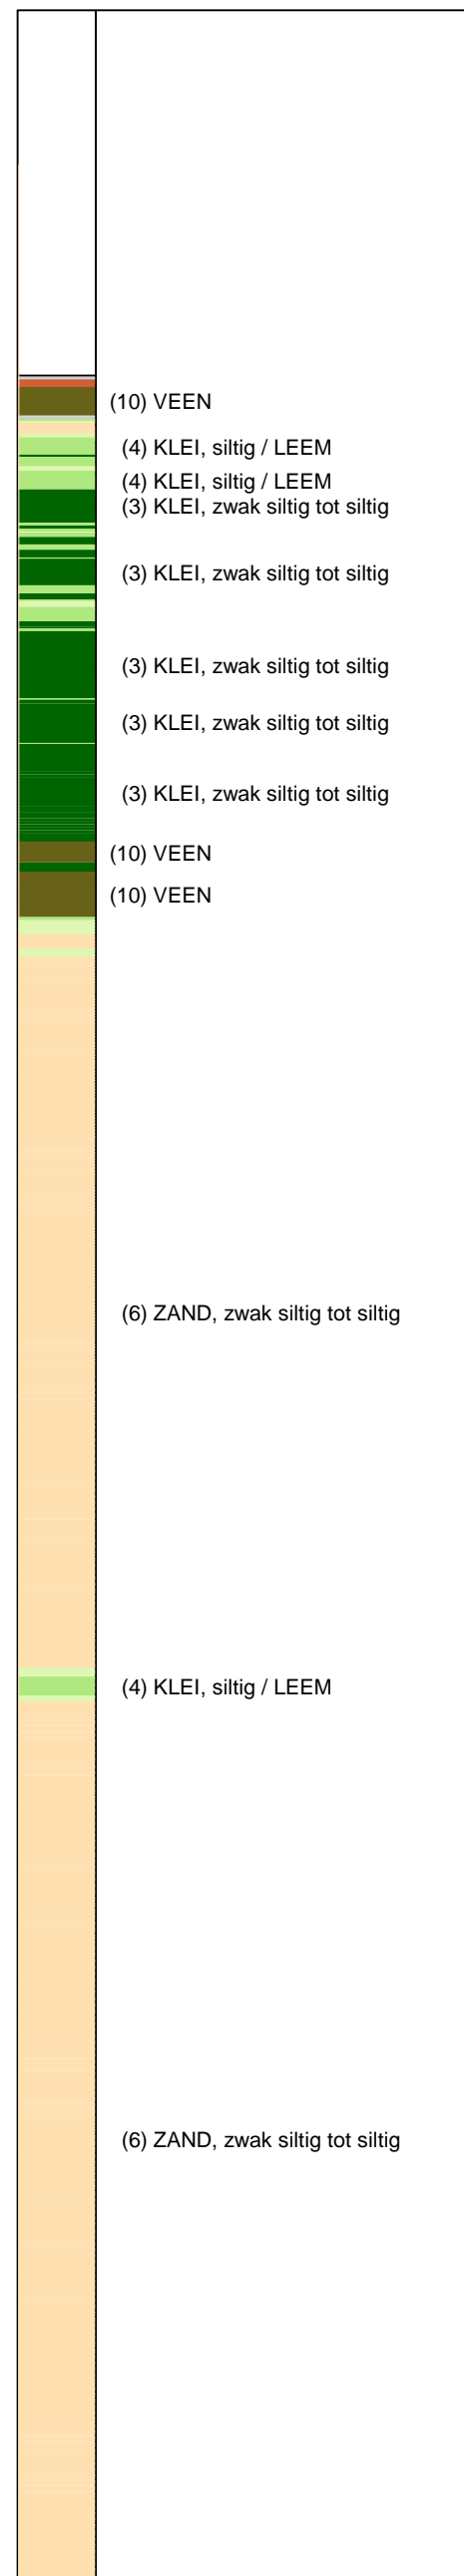 (10) VEEN
(4) KLEI, siltig / LEEM
(4) KLEI, siltig / LEEM
(3) KLEI, zwak siltig tot siltig
(3) KLEI, zwak siltig tot siltig
(3) KLEI, zwak siltig tot siltig
(3) KLEI, zwak siltig tot siltig
(3) KLEI, zwak siltig tot siltig
(10) VEEN
(10) VEEN
(6) ZAND, zwak siltig tot siltig
(4) KLEI, siltig / LEEM
(6) ZAND, zwak siltig tot siltig